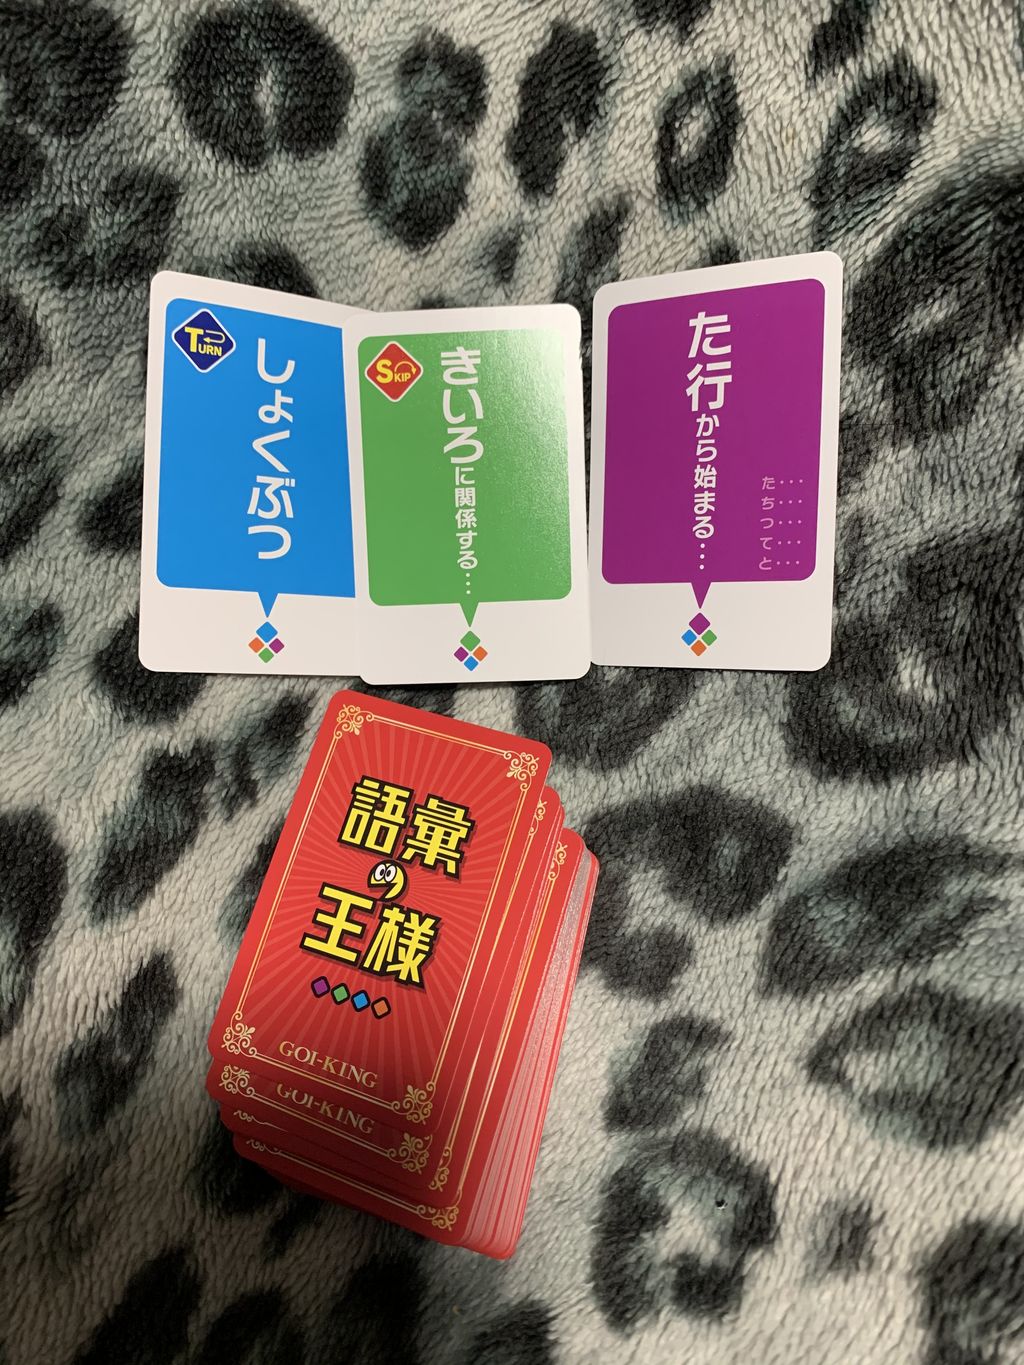 TURN
しょくぶつ
SKIP
きいろに関係する…
た行から始まる…
た…
ち…
つ…
て…
と…
語彙
の
王様
GOI-KING
GOI-KING